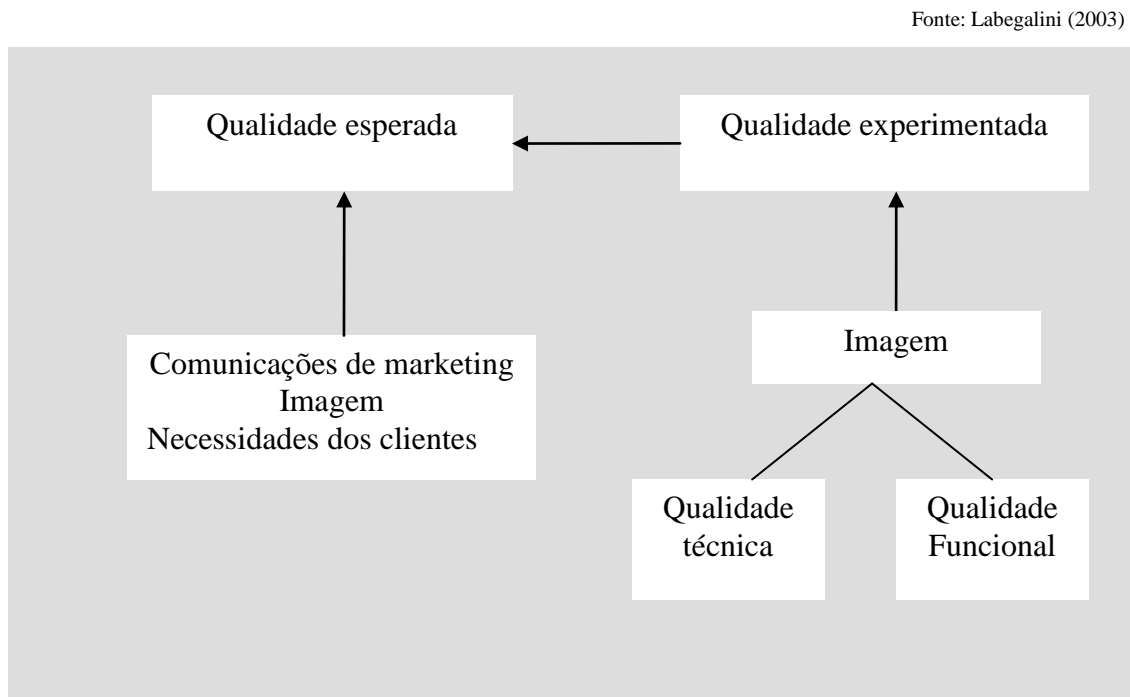 Fonte: Labegalini (2003)
Qualidade esperada
Qualidade experimentada
Comunicações de marketing
Imagem
Necessidades dos clientes
Imagem
Qualidade
técnica
Qualidade
Funcional